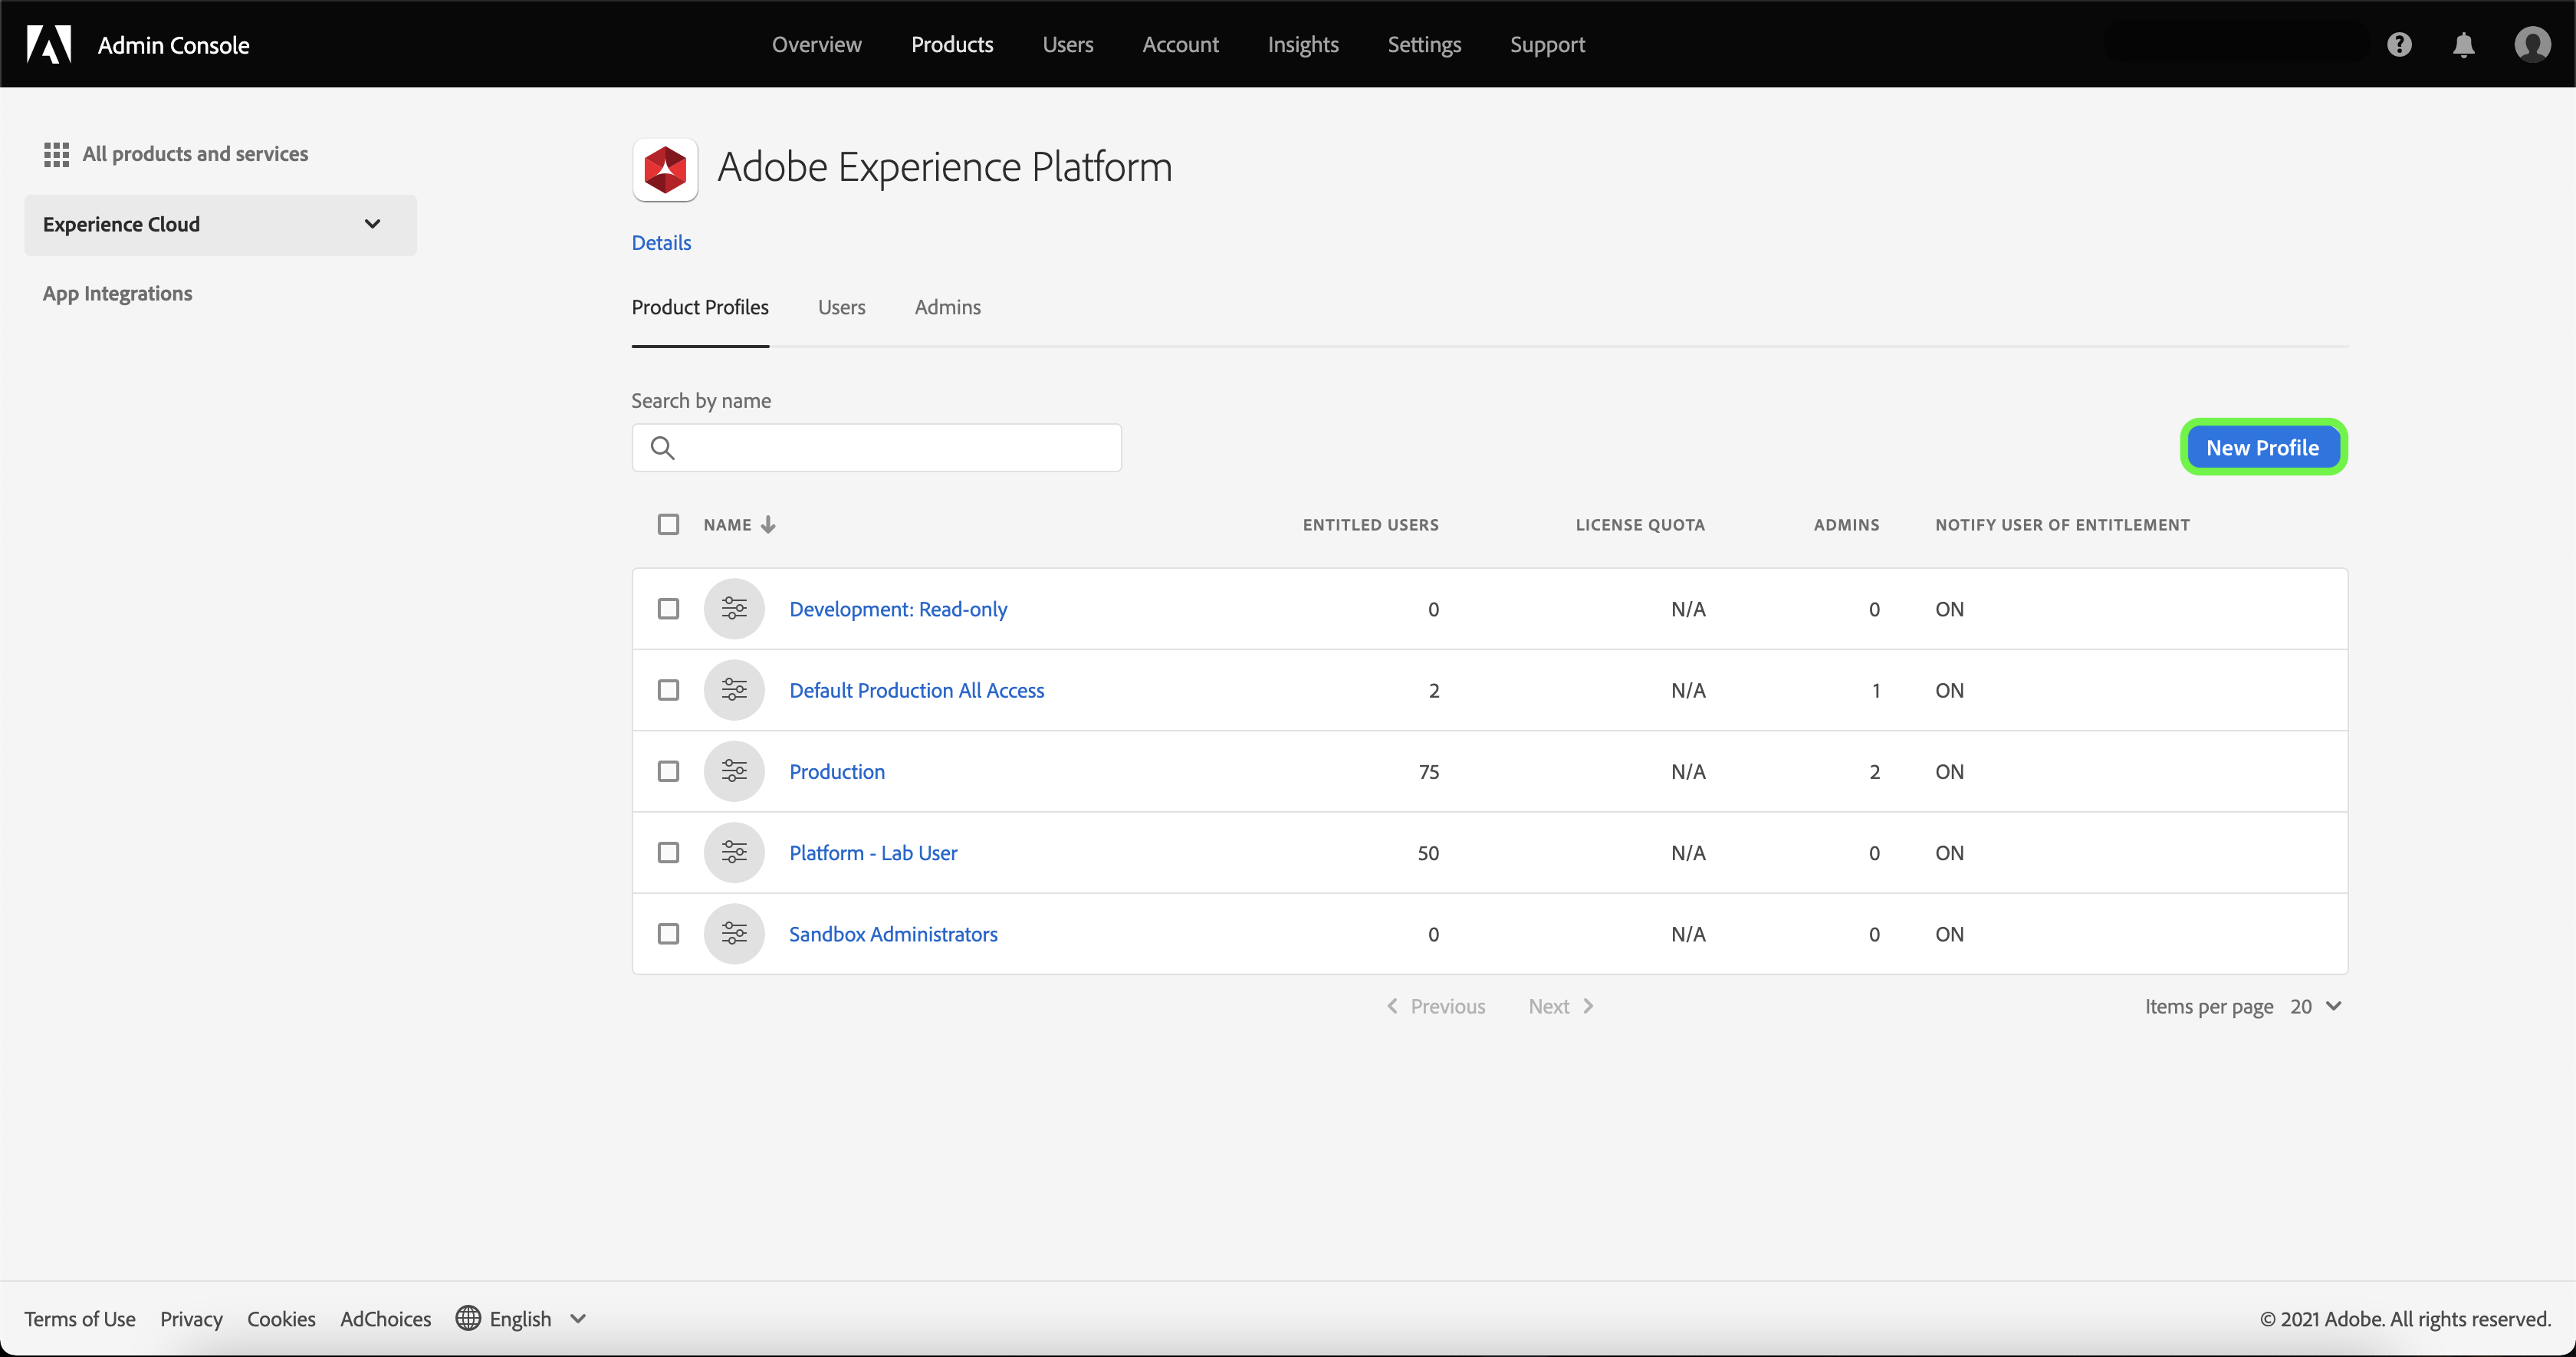 Admin Console
Overview Products Users Account Insights Settings Support
All products and services
Experience Cloud
App Integrations
Adobe Experience Platform
Details
Product Profiles Users Admins
Search by name
New Profile
NAME ENTITLED USERS LICENSE QUOTA ADMINS NOTIFY USER OF ENTITLEMENT
Development: Read-only 0 N/A 0 ON
Default Production All Access 2 N/A 1 ON
Production 75 N/A 2 ON
Platform - Lab User 50 N/A 0 ON
Sandbox Administrators 0 N/A 0 ON
Previous Next Items per page 20
Terms of Use Privacy Cookies AdChoices English © 2021 Adobe. All rights reserved.